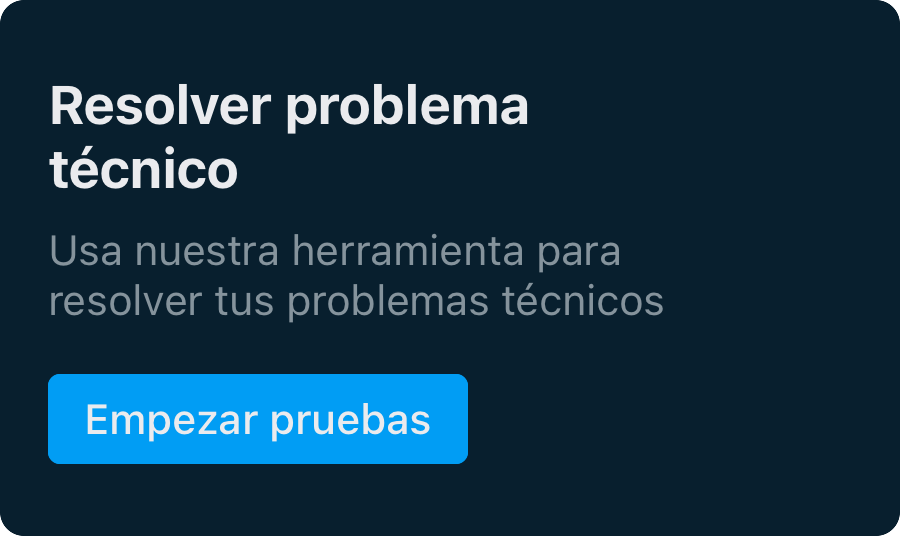 Resolver problema
técnico
Usa nuestra herramienta para
resolver tus problemas técnicos
Empezar pruebas